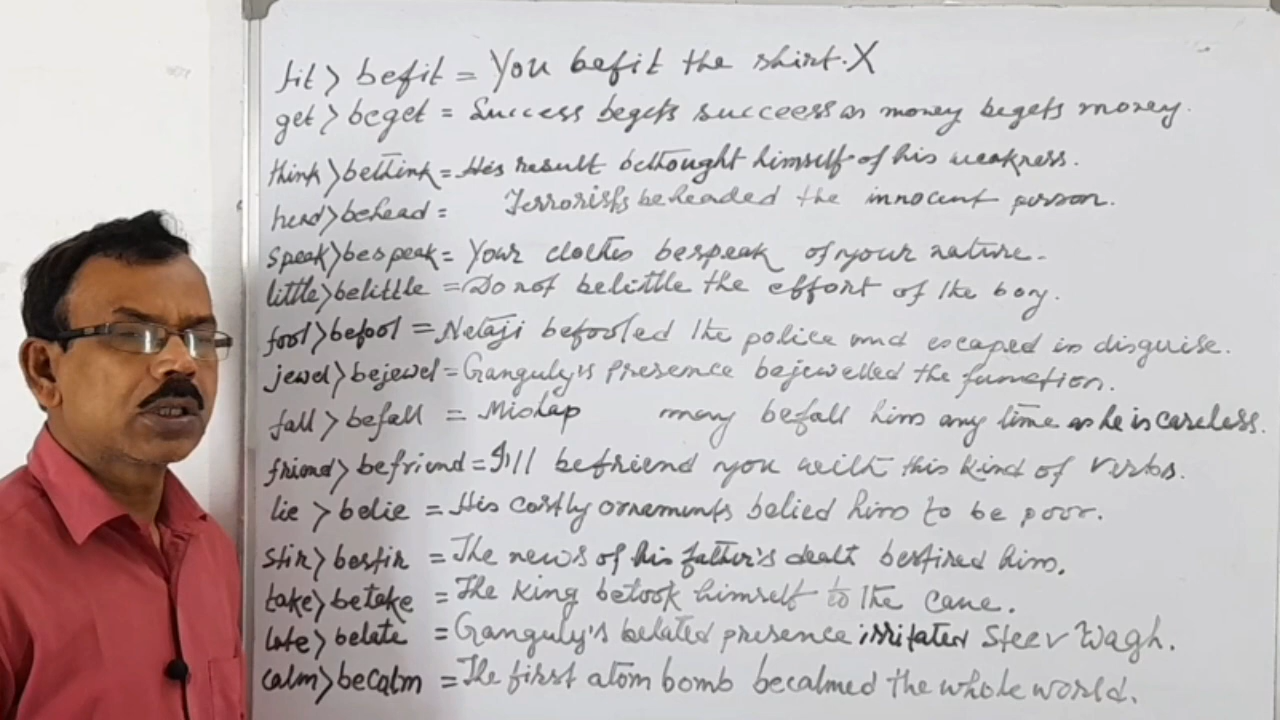 fit > befit = You befit the shirt. X
get > beget = Success begets succeess as money begets money.
think > bethink = His result bethought himself of his weakness.
head > behead = Terrorists beheaded the innocent person.
speak > bespeak = Your clothes bespeak of your nature.
little > belittle = Do not belittle the effort of the boy.
fool > befool = Netaji befooled the police and escaped in disguise.
jewel > bejewel = Ganguly's presence bejewelled the function.
fall > befall = Mishap may befall him any time as he is careless.
friend > befriend = I'll befriend you with this kind of verbs.
lie > belie = His costly ornaments belied him to be poor.
stir > bestir = The news of his father's death bestired him.
take > betake = The King betook himself to the cave.
late > belate = Ganguly's belated presence irritated Steev Wagh.
calm > becalm = The first atom bomb becalmed the whole world.